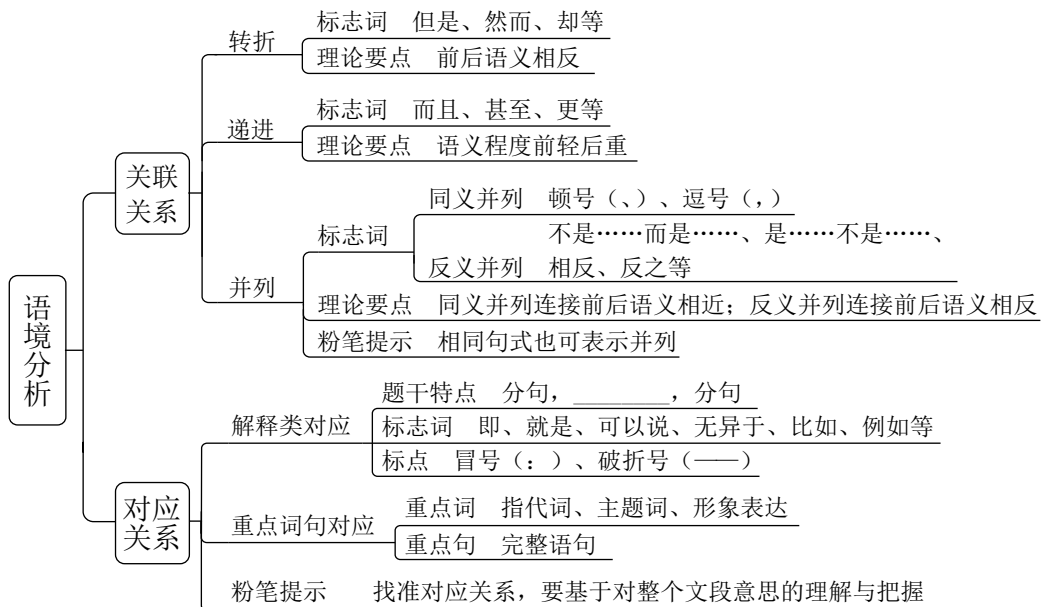 语境分析
关联
关系
转折
标志词 但是、然而、却等
理论要点 前后语义相反
递进
标志词 而且、甚至、更等
理论要点 语义程度前轻后重
并列
标志词
同义并列 顿号（、）、逗号（，）
不是……而是……、是……不是……、
反义并列 相反、反之等
理论要点 同义并列连接前后语义相近；反义并列连接前后语义相反
粉笔提示 相同句式也可表示并列
对应
关系
解释类对应
题干特点 分句，________，分句
标志词 即、就是、可以说、无异于、比如、例如等
标点 冒号（：）、破折号（——）
重点词句对应
重点词 指代词、主题词、形象表达
重点句 完整语句
粉笔提示 找准对应关系，要基于对整个文段意思的理解与把握